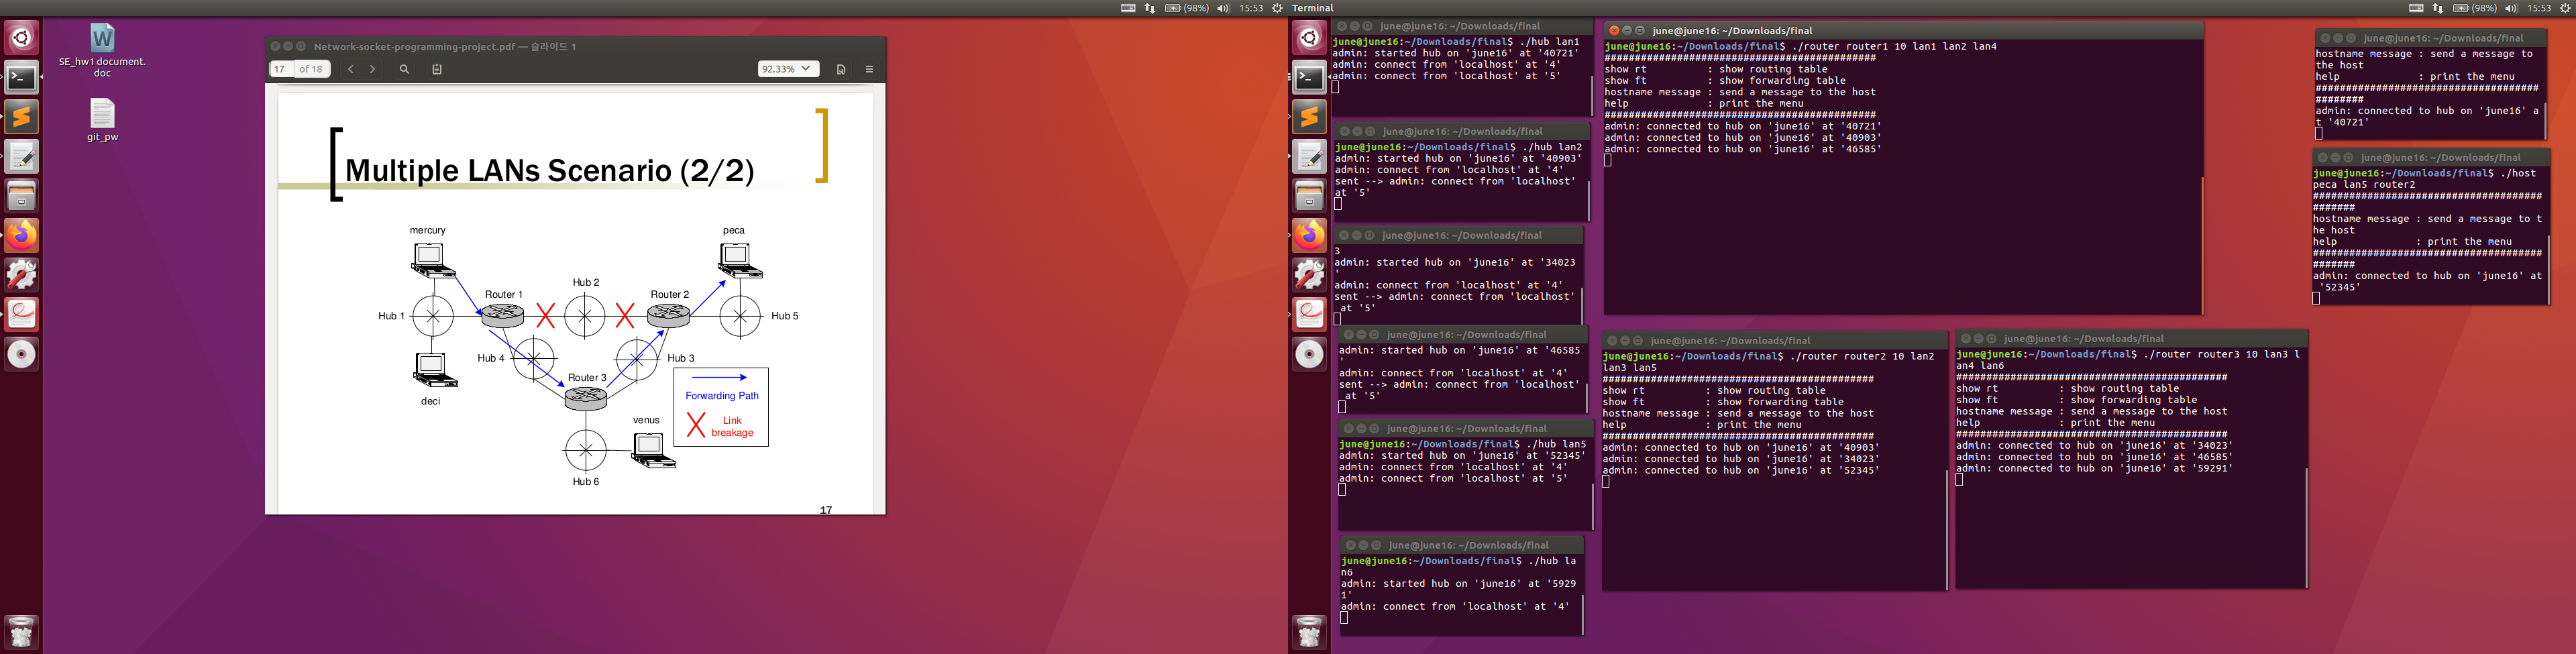 (98%)
15:53
SE_hw1 document.
doc
git_pw
Network-socket-programming-project.pdf — 슬라이드 1
17 of 18
92.33%
Multiple LANs Scenario (2/2)
mercury
peca
Hub 2
Router 1
Router 2
Hub 1
Hub 5
Hub 4
Hub 3
Router 3
deci
Forwarding Path
venus
Link
breakage
Hub 6
17
Terminal
(98%)
15:53
june@june16: ~/Downloads/final
june@june16:~/Downloads/final$ ./hub lan1
admin: started hub on 'june16' at '40721'
admin: connect from 'localhost' at '4'
admin: connect from 'localhost' at '5'
june@june16: ~/Downloads/final
june@june16:~/Downloads/final$ ./hub lan2
admin: started hub on 'june16' at '40903'
admin: connect from 'localhost' at '4'
sent --> admin: connect from 'localhost'
at '5'
june@june16: ~/Downloads/final
3
admin: started hub on 'june16' at '34023
'
admin: connect from 'localhost' at '4'
sent --> admin: connect from 'localhost'
at '5'
june@june16: ~/Downloads/final
admin: started hub on 'june16' at '46585
'
admin: connect from 'localhost' at '4'
sent --> admin: connect from 'localhost'
at '5'
june@june16: ~/Downloads/final
june@june16:~/Downloads/final$ ./hub lan5
admin: started hub on 'june16' at '52345'
admin: connect from 'localhost' at '4'
admin: connect from 'localhost' at '5'
june@june16: ~/Downloads/final
june@june16:~/Downloads/final$ ./hub la
n6
admin: started hub on 'june16' at '5929
1'
admin: connect from 'localhost' at '4'
june@june16: ~/Downloads/final
june@june16:~/Downloads/final$ ./router router1 10 lan1 lan2 lan4
#############################################
show rt : show routing table
show ft : show forwarding table
hostname message : send a message to the host
help : print the menu
#############################################
admin: connected to hub on 'june16' at '40721'
admin: connected to hub on 'june16' at '40903'
admin: connected to hub on 'june16' at '46585'
june@june16: ~/Downloads/final
june@june16:~/Downloads/final$ ./router router2 10 lan2
lan3 lan5
#############################################
show rt : show routing table
show ft : show forwarding table
hostname message : send a message to the host
help : print the menu
#############################################
admin: connected to hub on 'june16' at '40903'
admin: connected to hub on 'june16' at '34023'
admin: connected to hub on 'june16' at '52345'
june@june16: ~/Downloads/final
june@june16:~/Downloads/final$ ./router router3 10 lan3 l
an4 lan6
#############################################
show rt : show routing table
show ft : show forwarding table
hostname message : send a message to the host
help : print the menu
#############################################
admin: connected to hub on 'june16' at '34023'
admin: connected to hub on 'june16' at '46585'
admin: connected to hub on 'june16' at '59291'
june@june16: ~/Downloads/final
hostname message : send a message to
the host
help : print the menu
#####################################
########
admin: connected to hub on 'june16' a
t '40721'
june@june16: ~/Downloads/final
june@june16:~/Downloads/final$ ./host
peca lan5 router2
######################################
#######
hostname message : send a message to t
he host
help : print the menu
######################################
#######
admin: connected to hub on 'june16' at
'52345'